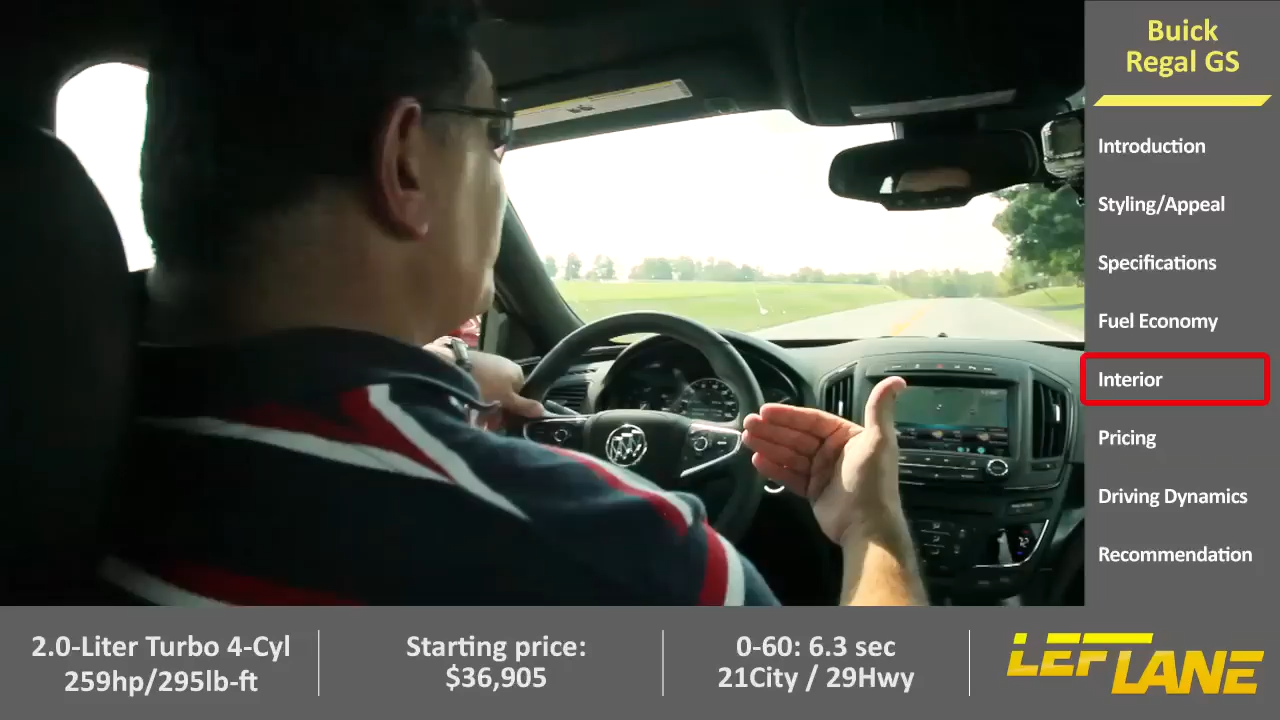 Buick
Regal GS
Introduction
Styling/Appeal
Specifications
Fuel Economy
Interior
Pricing
Driving Dynamics
Recommendation
2.0-Liter Turbo 4-Cyl
259hp/295lb-ft
Starting price:
$36,905
0-60: 6.3 sec
21City / 29Hwy
LEFTLANE